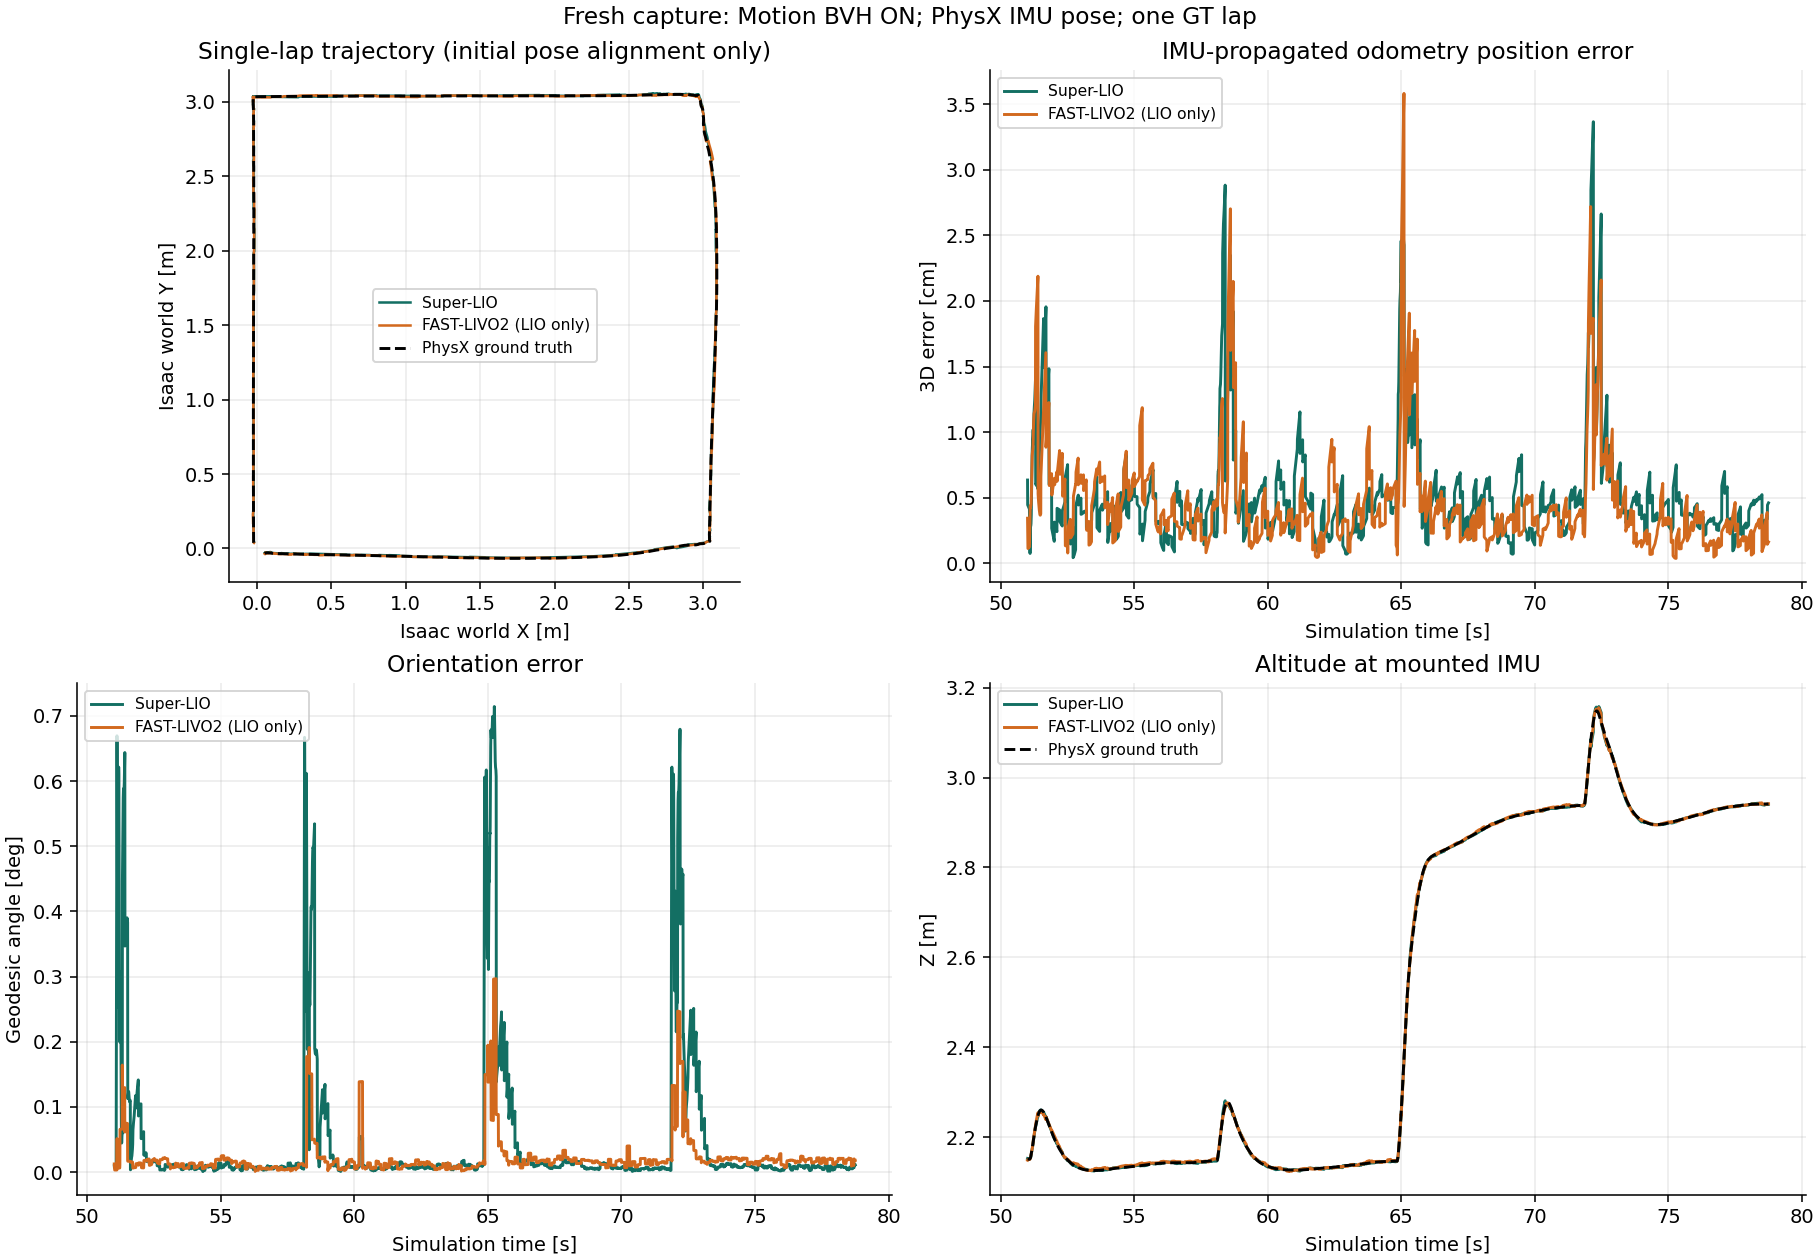 Fresh capture: Motion BVH ON; PhysX IMU pose; one GT lap
Single-lap trajectory (initial pose alignment only)
3.0
2.5
2.0
1.5
1.0
0.5
0.0
Isaac world Y [m]
Super-LIO
FAST-LIVO2 (LIO only)
PhysX ground truth
0.0 0.5 1.0 1.5 2.0 2.5 3.0
Isaac world X [m]
IMU-propagated odometry position error
3.5
3.0
2.5
2.0
1.5
1.0
0.5
0.0
3D error [cm]
Super-LIO
FAST-LIVO2 (LIO only)
50 55 60 65 70 75 80
Simulation time [s]
Orientation error
0.7
0.6
0.5
0.4
0.3
0.2
0.1
0.0
Geodesic angle [deg]
Super-LIO
FAST-LIVO2 (LIO only)
50 55 60 65 70 75 80
Simulation time [s]
Altitude at mounted IMU
3.2
3.0
2.8
2.6
2.4
2.2
Z [m]
Super-LIO
FAST-LIVO2 (LIO only)
PhysX ground truth
50 55 60 65 70 75 80
Simulation time [s]